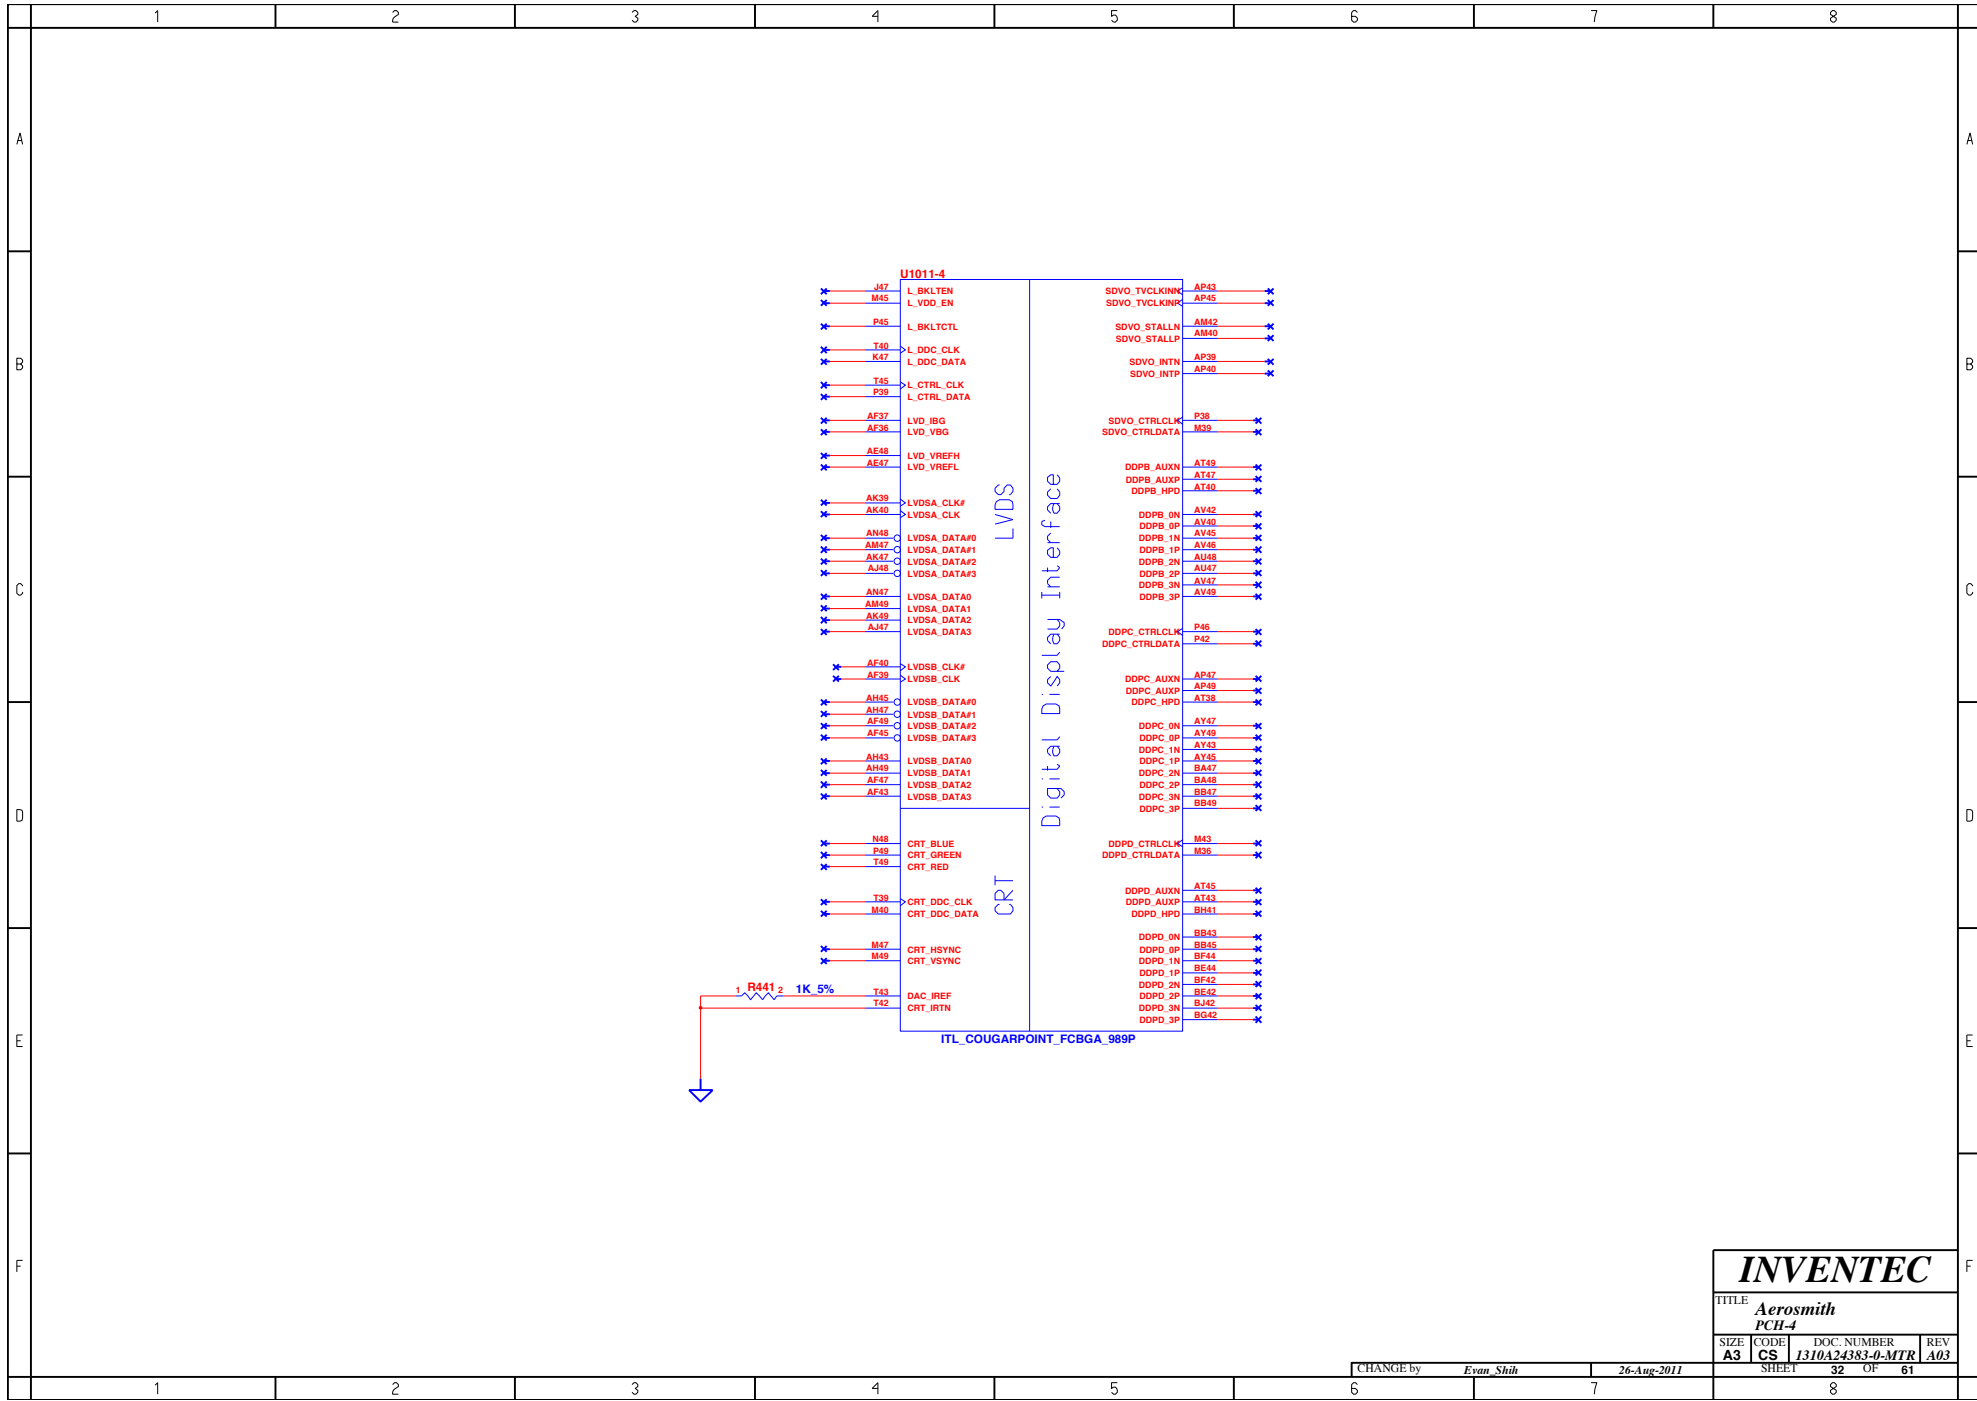 1 2 3 4 5 6 7 8
A A
B B
C C
D D
E E
F F
U1011-4
J47 L_BKLTEN
M45 L_VDD_EN
P45 L_BKLTCTL
T40 L_DDC_CLK
K47 L_DDC_DATA
T45 L_CTRL_CLK
P39 L_CTRL_DATA
AF37 LVD_IBG
AF36 LVD_VBG
AE48 LVD_VREFH
AE47 LVD_VREFL
AK39 LVDSA_CLK#
AK40 LVDSA_CLK
AN48 LVDSA_DATA#0
AM47 LVDSA_DATA#1
AK47 LVDSA_DATA#2
AJ48 LVDSA_DATA#3
AN47 LVDSA_DATA0
AM49 LVDSA_DATA1
AK49 LVDSA_DATA2
AJ47 LVDSA_DATA3
AF40 LVDSB_CLK#
AF39 LVDSB_CLK
AH45 LVDSB_DATA#0
AH47 LVDSB_DATA#1
AF49 LVDSB_DATA#2
AF45 LVDSB_DATA#3
AH43 LVDSB_DATA0
AH49 LVDSB_DATA1
AF47 LVDSB_DATA2
AF43 LVDSB_DATA3
N48 CRT_BLUE
P49 CRT_GREEN
T49 CRT_RED
T39 CRT_DDC_CLK
M40 CRT_DDC_DATA
M47 CRT_HSYNC
M49 CRT_VSYNC
1 R441 2 1K_5% T43 DAC_IREF
T42 CRT_IRTN
LVDS
CRT
Digital Display Interface
SDVO_TVCLKINN AP43
SDVO_TVCLKINP AP45
SDVO_STALLN AM42
SDVO_STALLP AM40
SDVO_INTN AP39
SDVO_INTP AP40
SDVO_CTRLCLK P38
SDVO_CTRLDATA M39
DDPB_AUXN AT49
DDPB_AUXP AT47
DDPB_HPD AT40
DDPB_0N AV42
DDPB_0P AV40
DDPB_1N AV45
DDPB_1P AV46
DDPB_2N AU48
DDPB_2P AU47
DDPB_3N AV47
DDPB_3P AV49
DDPC_CTRLCLK P46
DDPC_CTRLDATA P42
DDPC_AUXN AP47
DDPC_AUXP AP49
DDPC_HPD AT38
DDPC_0N AY47
DDPC_0P AY49
DDPC_1N AY43
DDPC_1P AY45
DDPC_2N BA47
DDPC_2P BA48
DDPC_3N BB47
DDPC_3P BB49
DDPD_CTRLCLK M43
DDPD_CTRLDATA M36
DDPD_AUXN AT45
DDPD_AUXP AT43
DDPD_HPD BH41
DDPD_0N BB43
DDPD_0P BB45
DDPD_1N BF44
DDPD_1P BE44
DDPD_2N BF42
DDPD_2P BE42
DDPD_3N BJ42
DDPD_3P BG42
ITL_COUGARPOINT_FCBGA_989P
INVENTEC
TITLE Aerosmith
PCH-4
SIZE CODE DOC. NUMBER REV
A3 CS 1310A24383-0-MTR A03
CHANGE by Evan_Shih 26-Aug-2011 SHEET 32 OF 61
1 2 3 4 5 6 7 8